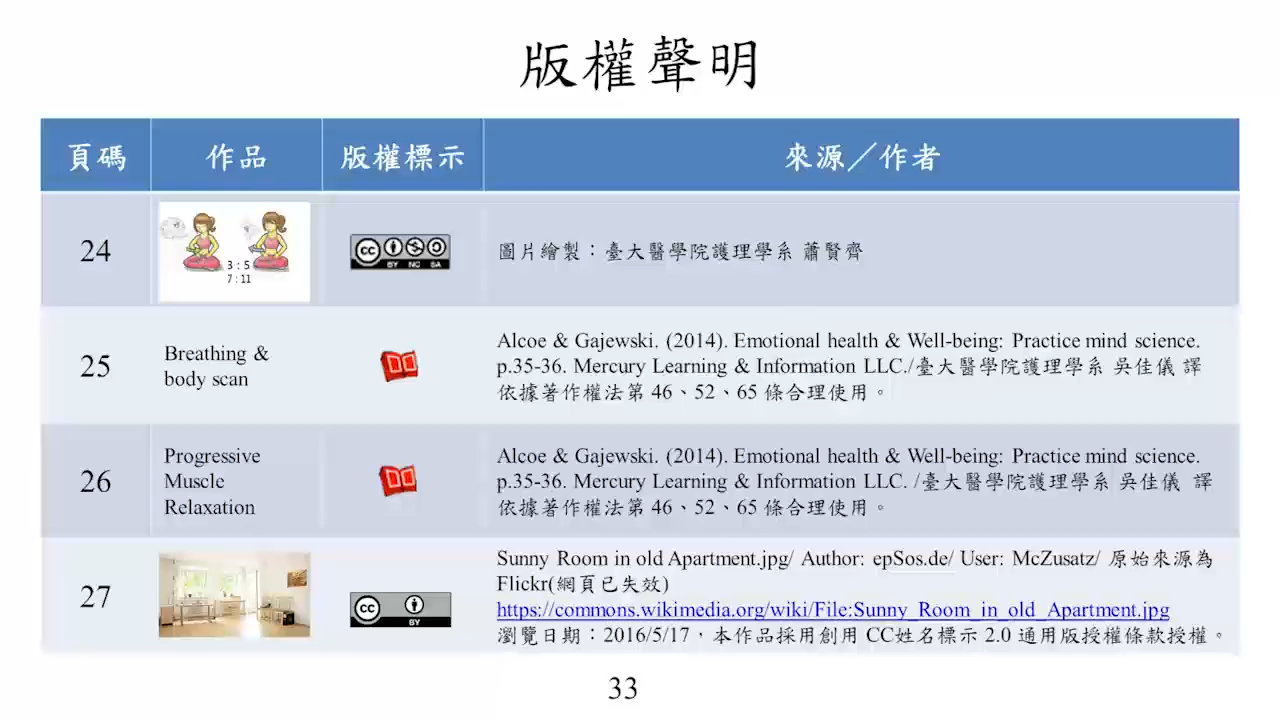 版權聲明
頁碼
作品
版權標示
來源／作者
24
3 : 5
7 : 11
CC BY NC SA
圖片繪製：臺大醫學院護理學系 蕭賢齊
25
Breathing &
body scan
Alcoe & Gajewski. (2014). Emotional health & Well-being: Practice mind science.
p.35-36. Mercury Learning & Information LLC./臺大醫學院護理學系 吳佳儀 譯
依據著作權法第 46、52、65 條合理使用。
26
Progressive
Muscle
Relaxation
Alcoe & Gajewski. (2014). Emotional health & Well-being: Practice mind science.
p.35-36. Mercury Learning & Information LLC. /臺大醫學院護理學系 吳佳儀 譯
依據著作權法第 46、52、65 條合理使用。
27
CC BY
Sunny Room in old Apartment.jpg/ Author: epSos.de/ User: McZusatz/ 原始來源為
Flickr(網頁已失效)
https://commons.wikimedia.org/wiki/File:Sunny_Room_in_old_Apartment.jpg
瀏覽日期：2016/5/17，本作品採用創用 CC姓名標示 2.0 通用版授權條款授權。
33